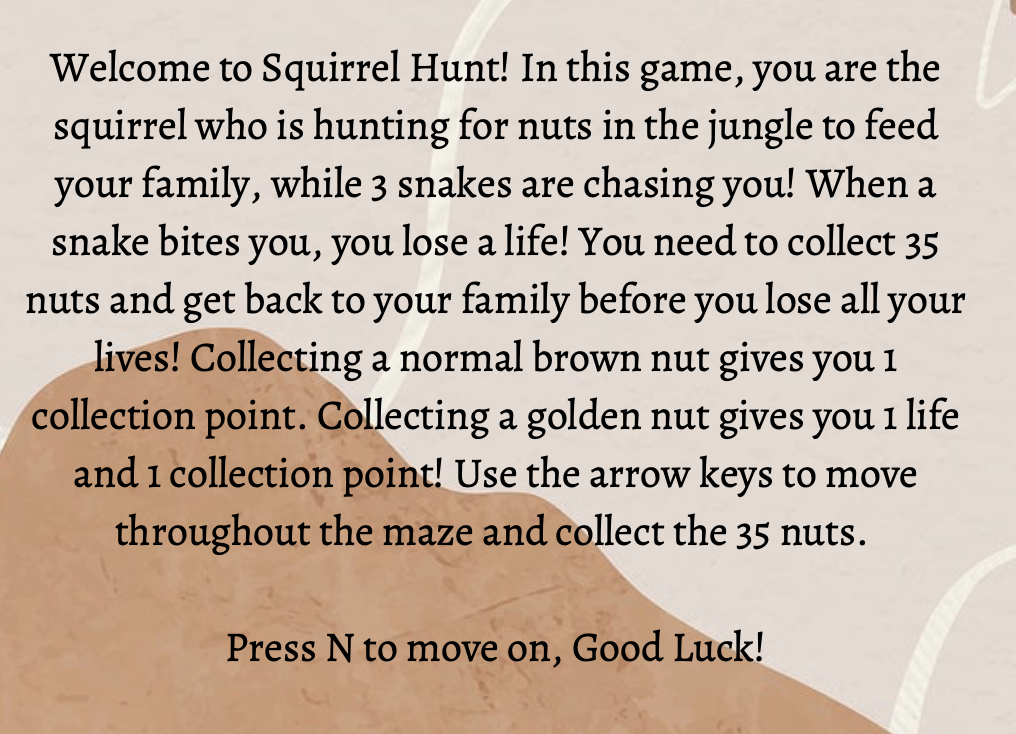 Welcome to Squirrel Hunt! In this game, you are the
squirrel who is hunting for nuts in the jungle to feed
your family, while 3 snakes are chasing you! When a
snake bites you, you lose a life! You need to collect 35
nuts and get back to your family before you lose all your
lives! Collecting a normal brown nut gives you 1
collection point. Collecting a golden nut gives you 1 life
and 1 collection point! Use the arrow keys to move
throughout the maze and collect the 35 nuts.
Press N to move on, Good Luck!